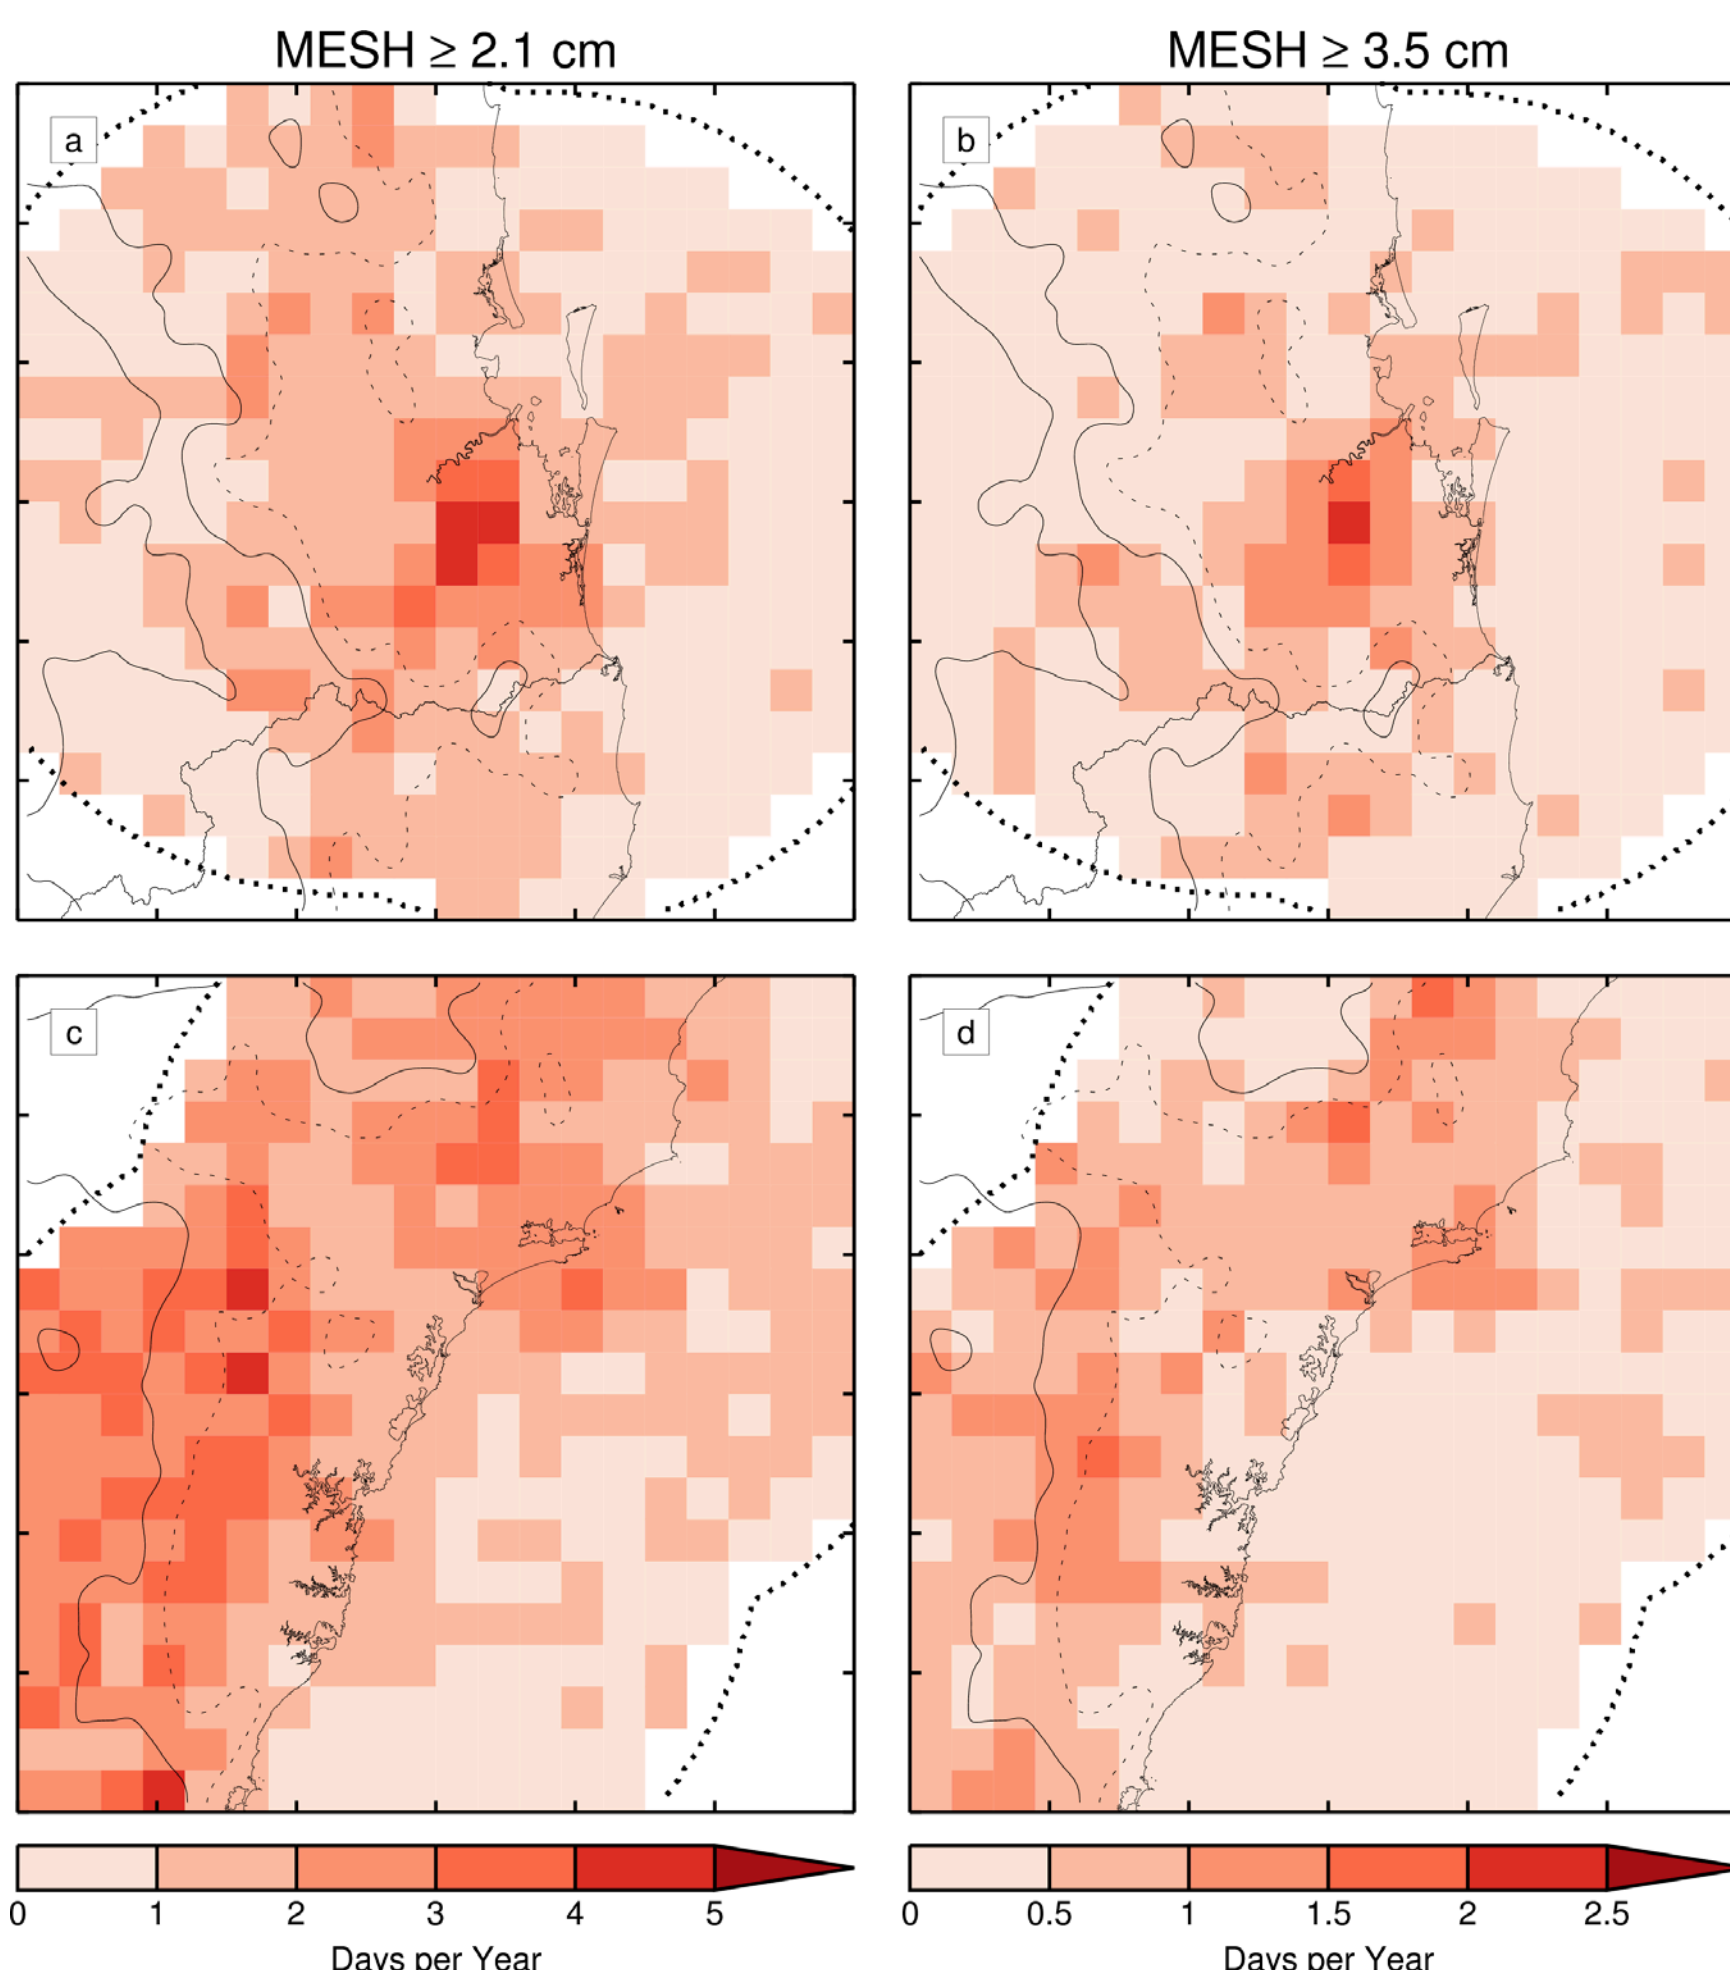 MESH ≥ 2.1 cm
MESH ≥ 3.5 cm
a
b
c
d
0 1 2 3 4 5
0 0.5 1 1.5 2 2.5
Days per Year
Days per Year